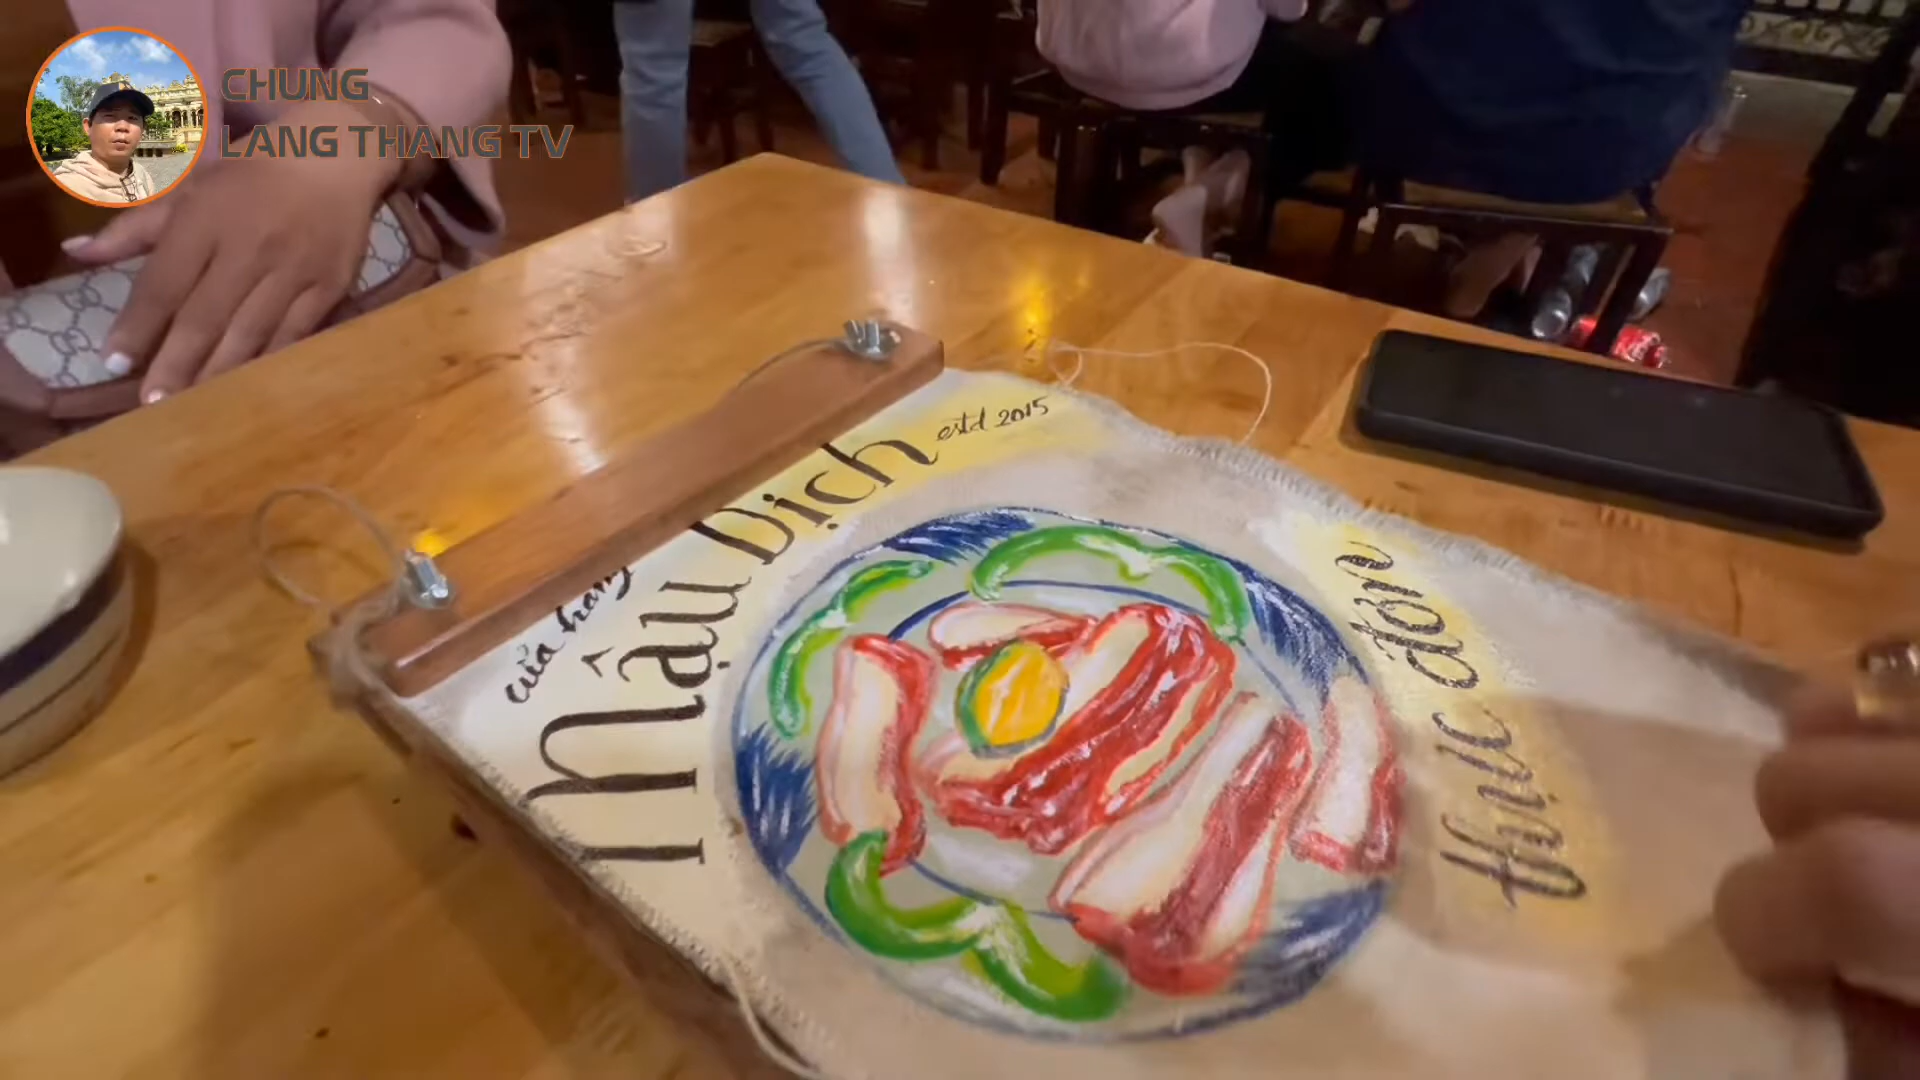 CHUNG
LANG THANG TV
cửa hàng
Mậu Dịch
estd 2015
thực đơn